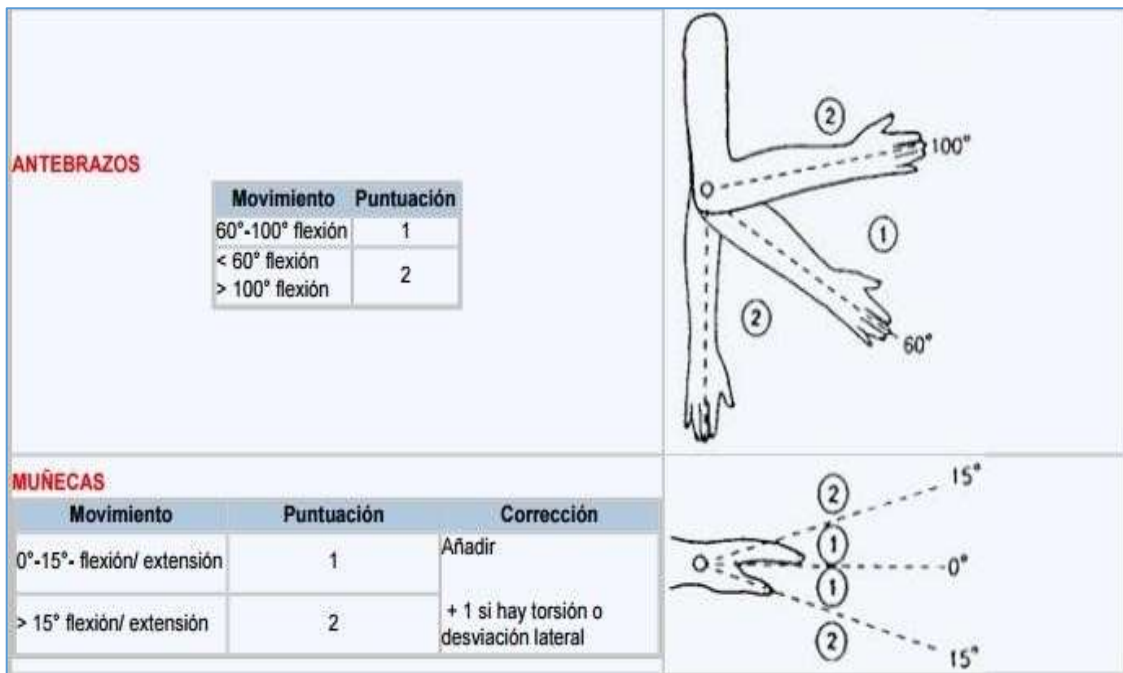 ANTEBRAZOS
Movimiento Puntuación
60°-100° flexión 1
< 60° flexión
> 100° flexión
2
2
100°
1
2
60°
MUÑECAS
Movimiento Puntuación Corrección
0°-15°- flexión/ extensión 1
Añadir
> 15° flexión/ extensión 2
+ 1 si hay torsión o
desviación lateral
15°
2
1
0°
1
2
15°